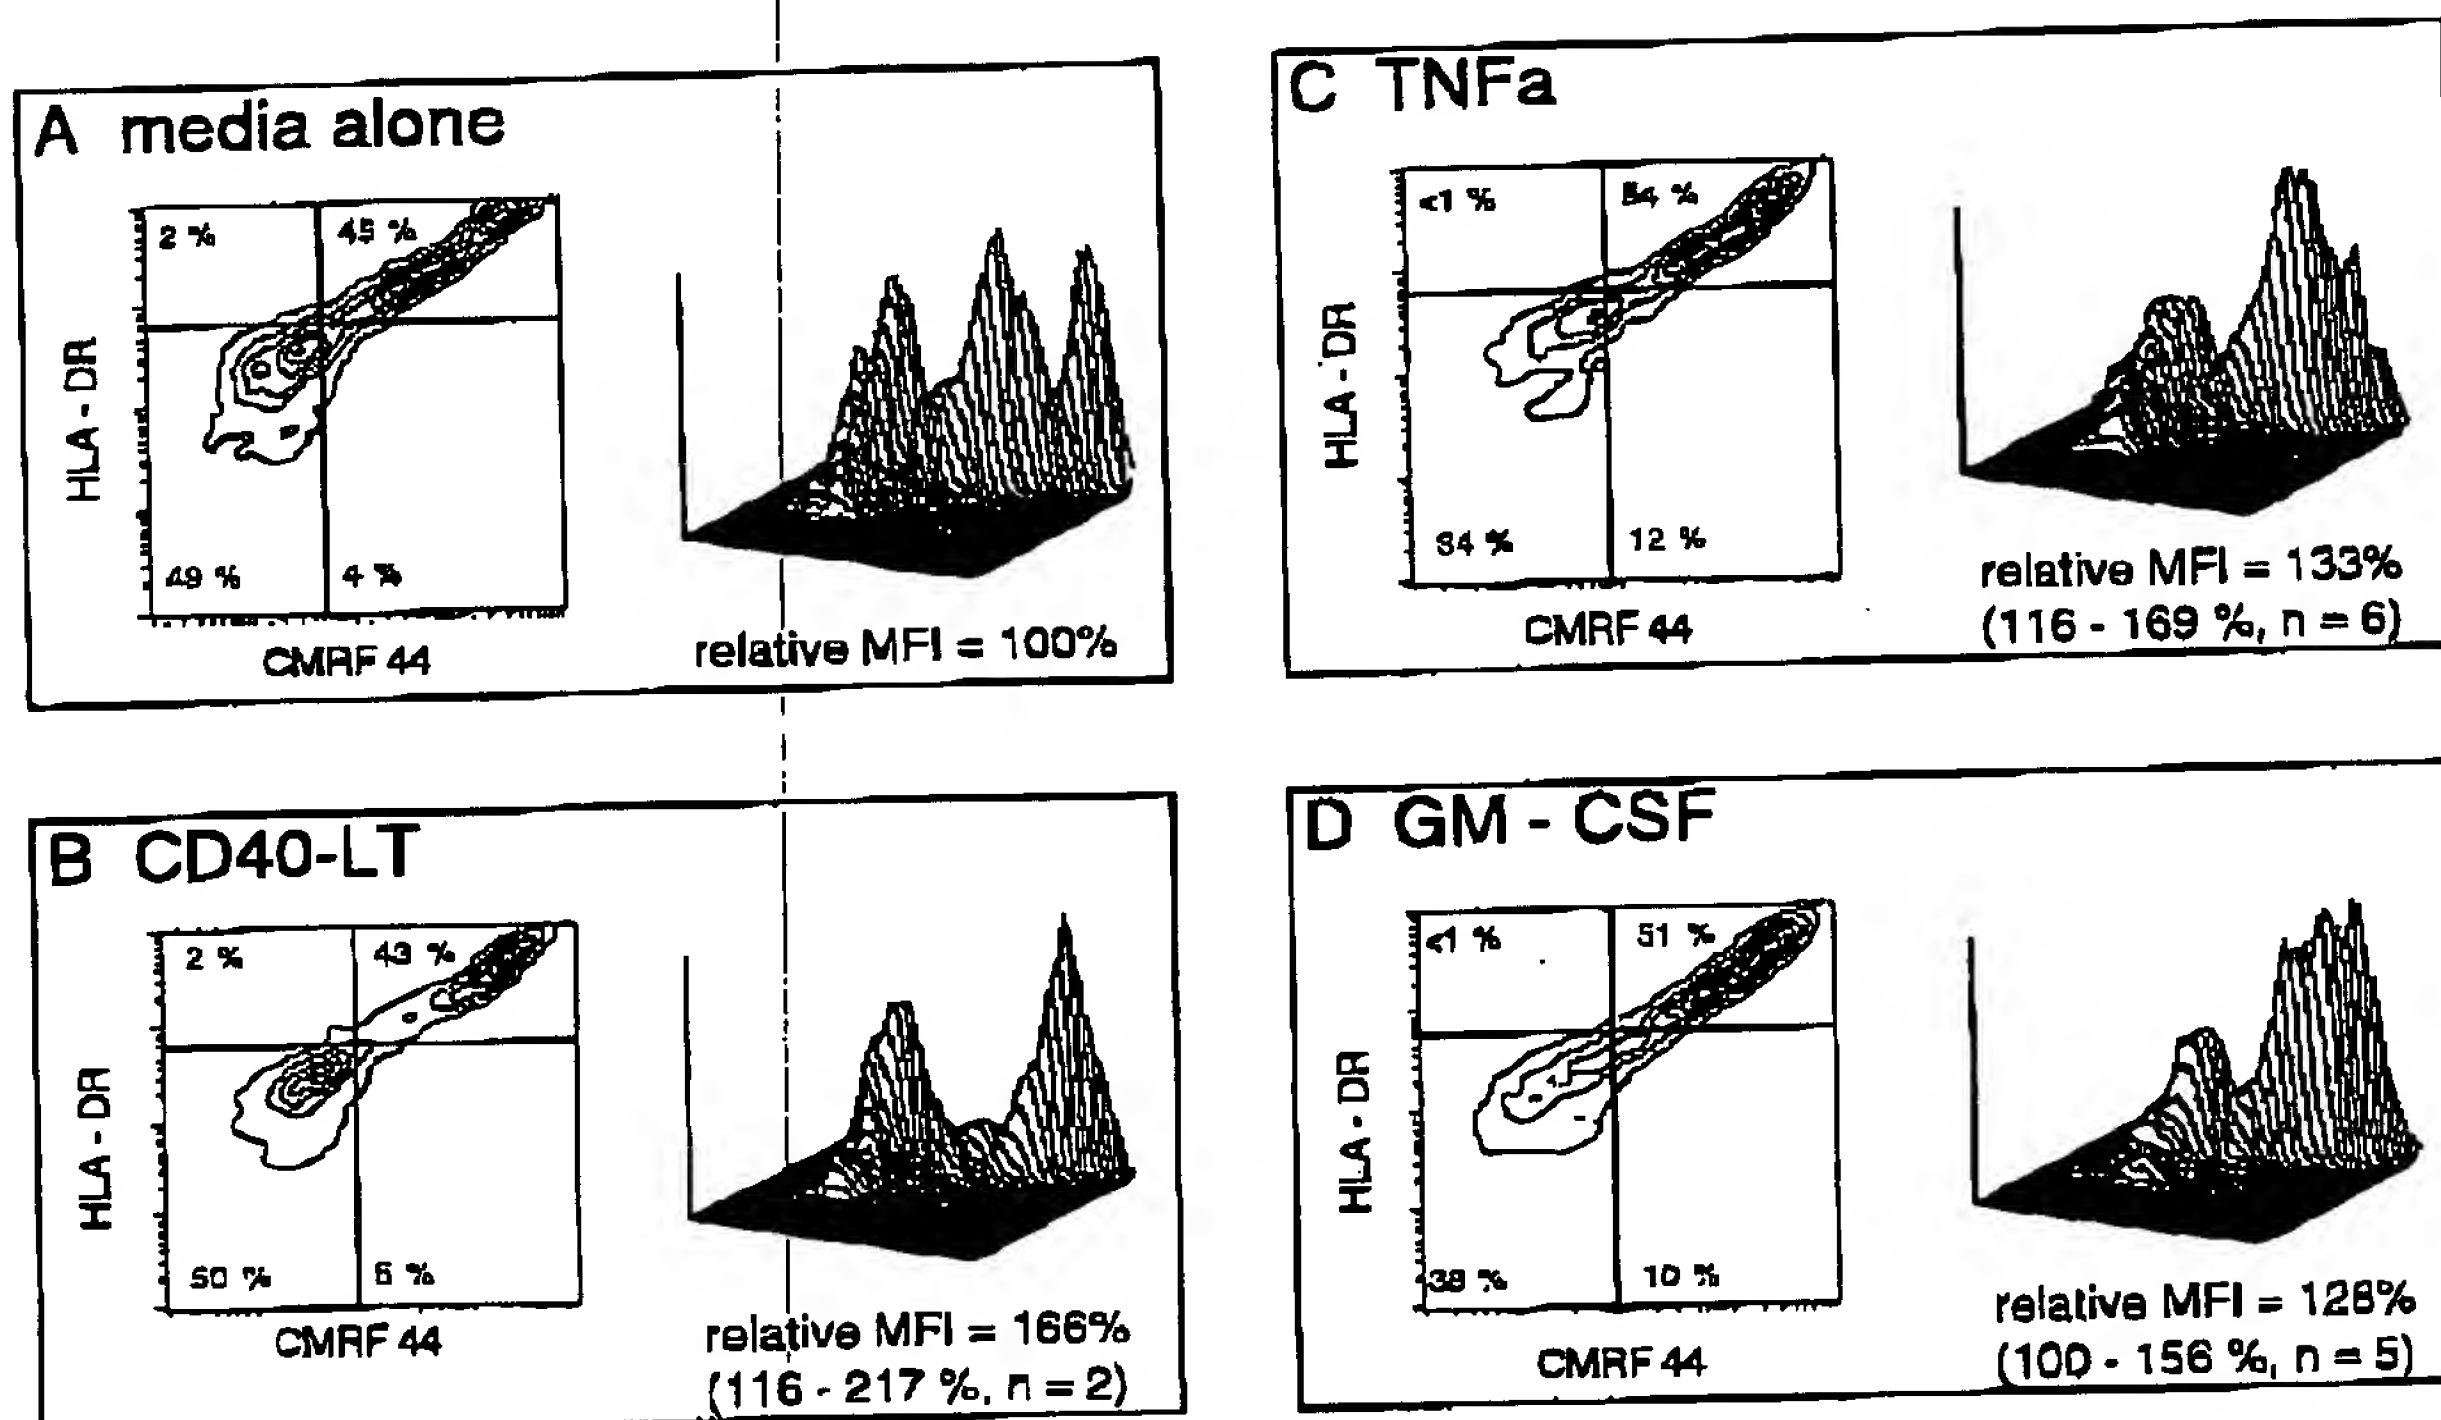 A media alone
2 % 45 %
HLA - DR
49 % 4 %
CMRF 44
relative MFI = 100%
B CD40-LT
2 % 43 %
HLA - DR
50 % 5 %
CMRF 44
relative MFI = 166%
(116 - 217 %, n = 2)
C TNFa
<1 % 54 %
HLA - DR
34 % 12 %
CMRF 44
relative MFI = 133%
(116 - 169 %, n = 6)
D GM - CSF
<1 % 51 %
HLA - DR
38 % 10 %
CMRF 44
relative MFI = 128%
(100 - 156 %, n = 5)